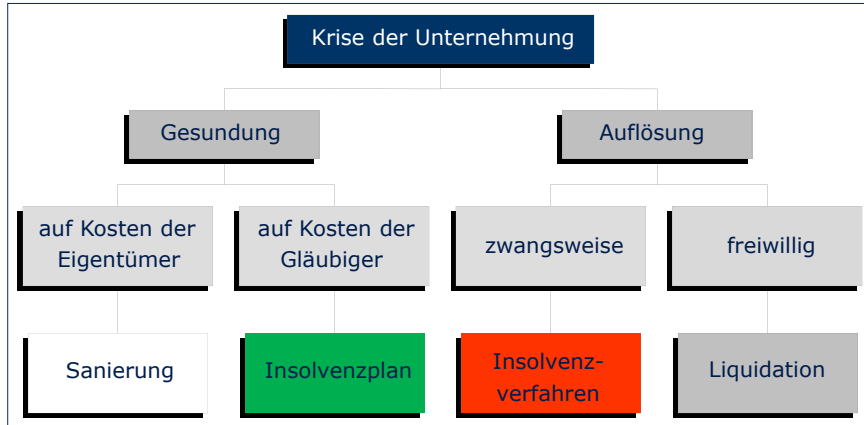 Krise der Unternehmung
Gesundung
Auflösung
auf Kosten der
Eigentümer
auf Kosten der
Gläubiger
zwangsweise
freiwillig
Sanierung
Insolvenzplan
Insolvenz-
verfahren
Liquidation